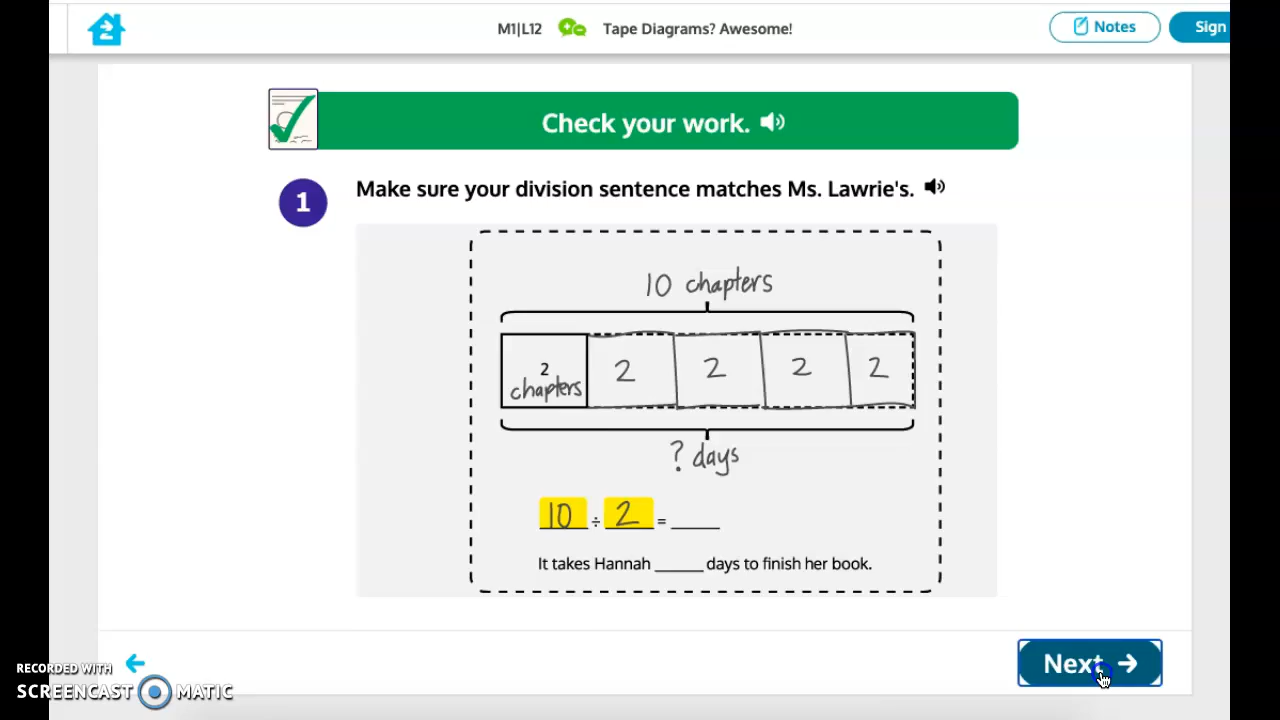 M1|L12 Tape Diagrams? Awesome! Notes Sign
Check your work.
1 Make sure your division sentence matches Ms. Lawrie's.
10 chapters
2 2 2 2 2
chapters
? days
10 ÷ 2 = ____
It takes Hannah _____ days to finish her book.
Next
RECORDED WITH
SCREENCAST MATIC